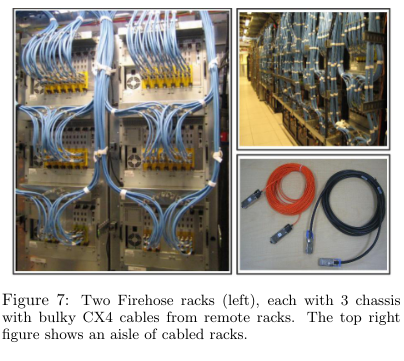 Figure 7: Two Firehose racks (left), each with 3 chassis
with bulky CX4 cables from remote racks. The top right
figure shows an aisle of cabled racks.